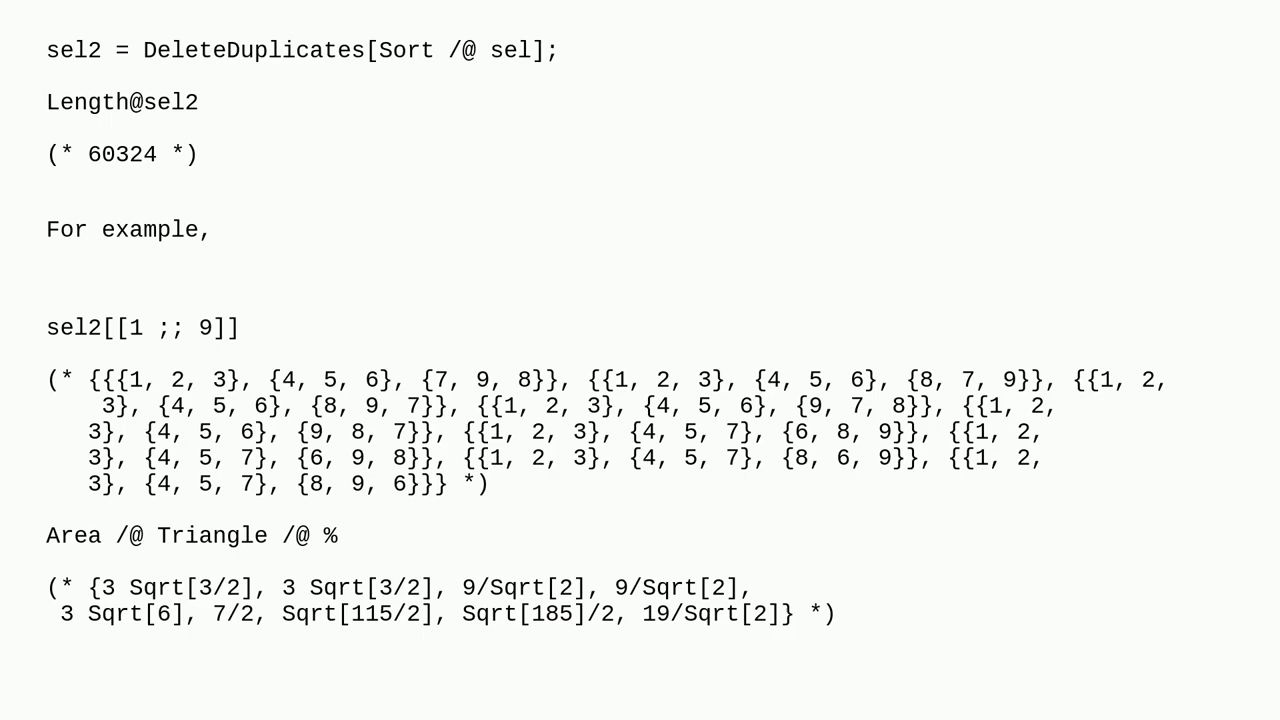 sel2 = DeleteDuplicates[Sort /@ sel];
Length@sel2
(* 60324 *)
For example,
sel2[[1 ;; 9]]
(* {{{1, 2, 3}, {4, 5, 6}, {7, 9, 8}}, {{1, 2, 3}, {4, 5, 6}, {8, 7, 9}}, {{1, 2,
3}, {4, 5, 6}, {8, 9, 7}}, {{1, 2, 3}, {4, 5, 6}, {9, 7, 8}}, {{1, 2,
3}, {4, 5, 6}, {9, 8, 7}}, {{1, 2, 3}, {4, 5, 7}, {6, 8, 9}}, {{1, 2,
3}, {4, 5, 7}, {6, 9, 8}}, {{1, 2, 3}, {4, 5, 7}, {8, 6, 9}}, {{1, 2,
3}, {4, 5, 7}, {8, 9, 6}}} *)
Area /@ Triangle /@ %
(* {3 Sqrt[3/2], 3 Sqrt[3/2], 9/Sqrt[2], 9/Sqrt[2],
3 Sqrt[6], 7/2, Sqrt[115/2], Sqrt[185]/2, 19/Sqrt[2]} *)